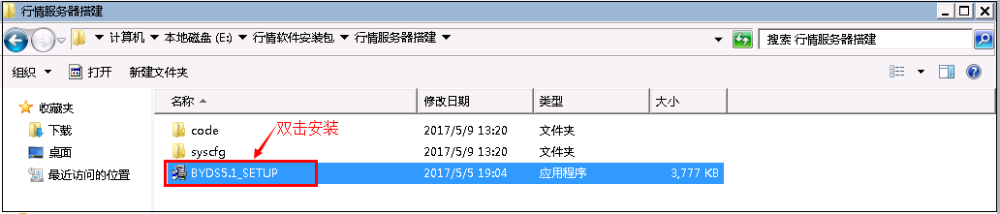 行情服务器搭建
计算机 本地磁盘 (E:) 行情软件安装包 行情服务器搭建 搜索 行情服务器搭建
组织 打开 新建文件夹
收藏夹
下载
桌面
最近访问的位置
名称 修改日期 类型 大小
code 2017/5/9 13:20 文件夹
双击安装
syscfg 2017/5/9 13:20 文件夹
BYDS5.1_SETUP 2017/5/5 19:04 应用程序 3,777 KB